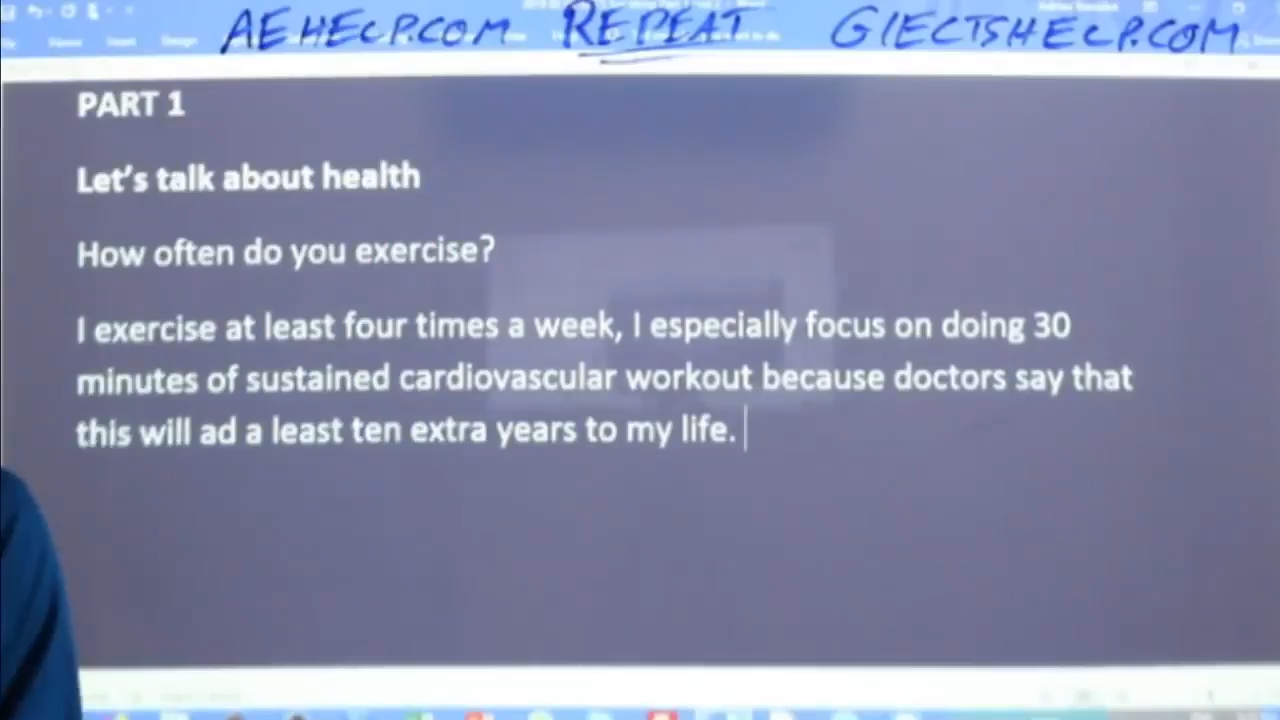 AEHELP.COM REPEAT GIELTSHELP.COM
PART 1
Let's talk about health
How often do you exercise?
I exercise at least four times a week, I especially focus on doing 30
minutes of sustained cardiovascular workout because doctors say that
this will ad a least ten extra years to my life.